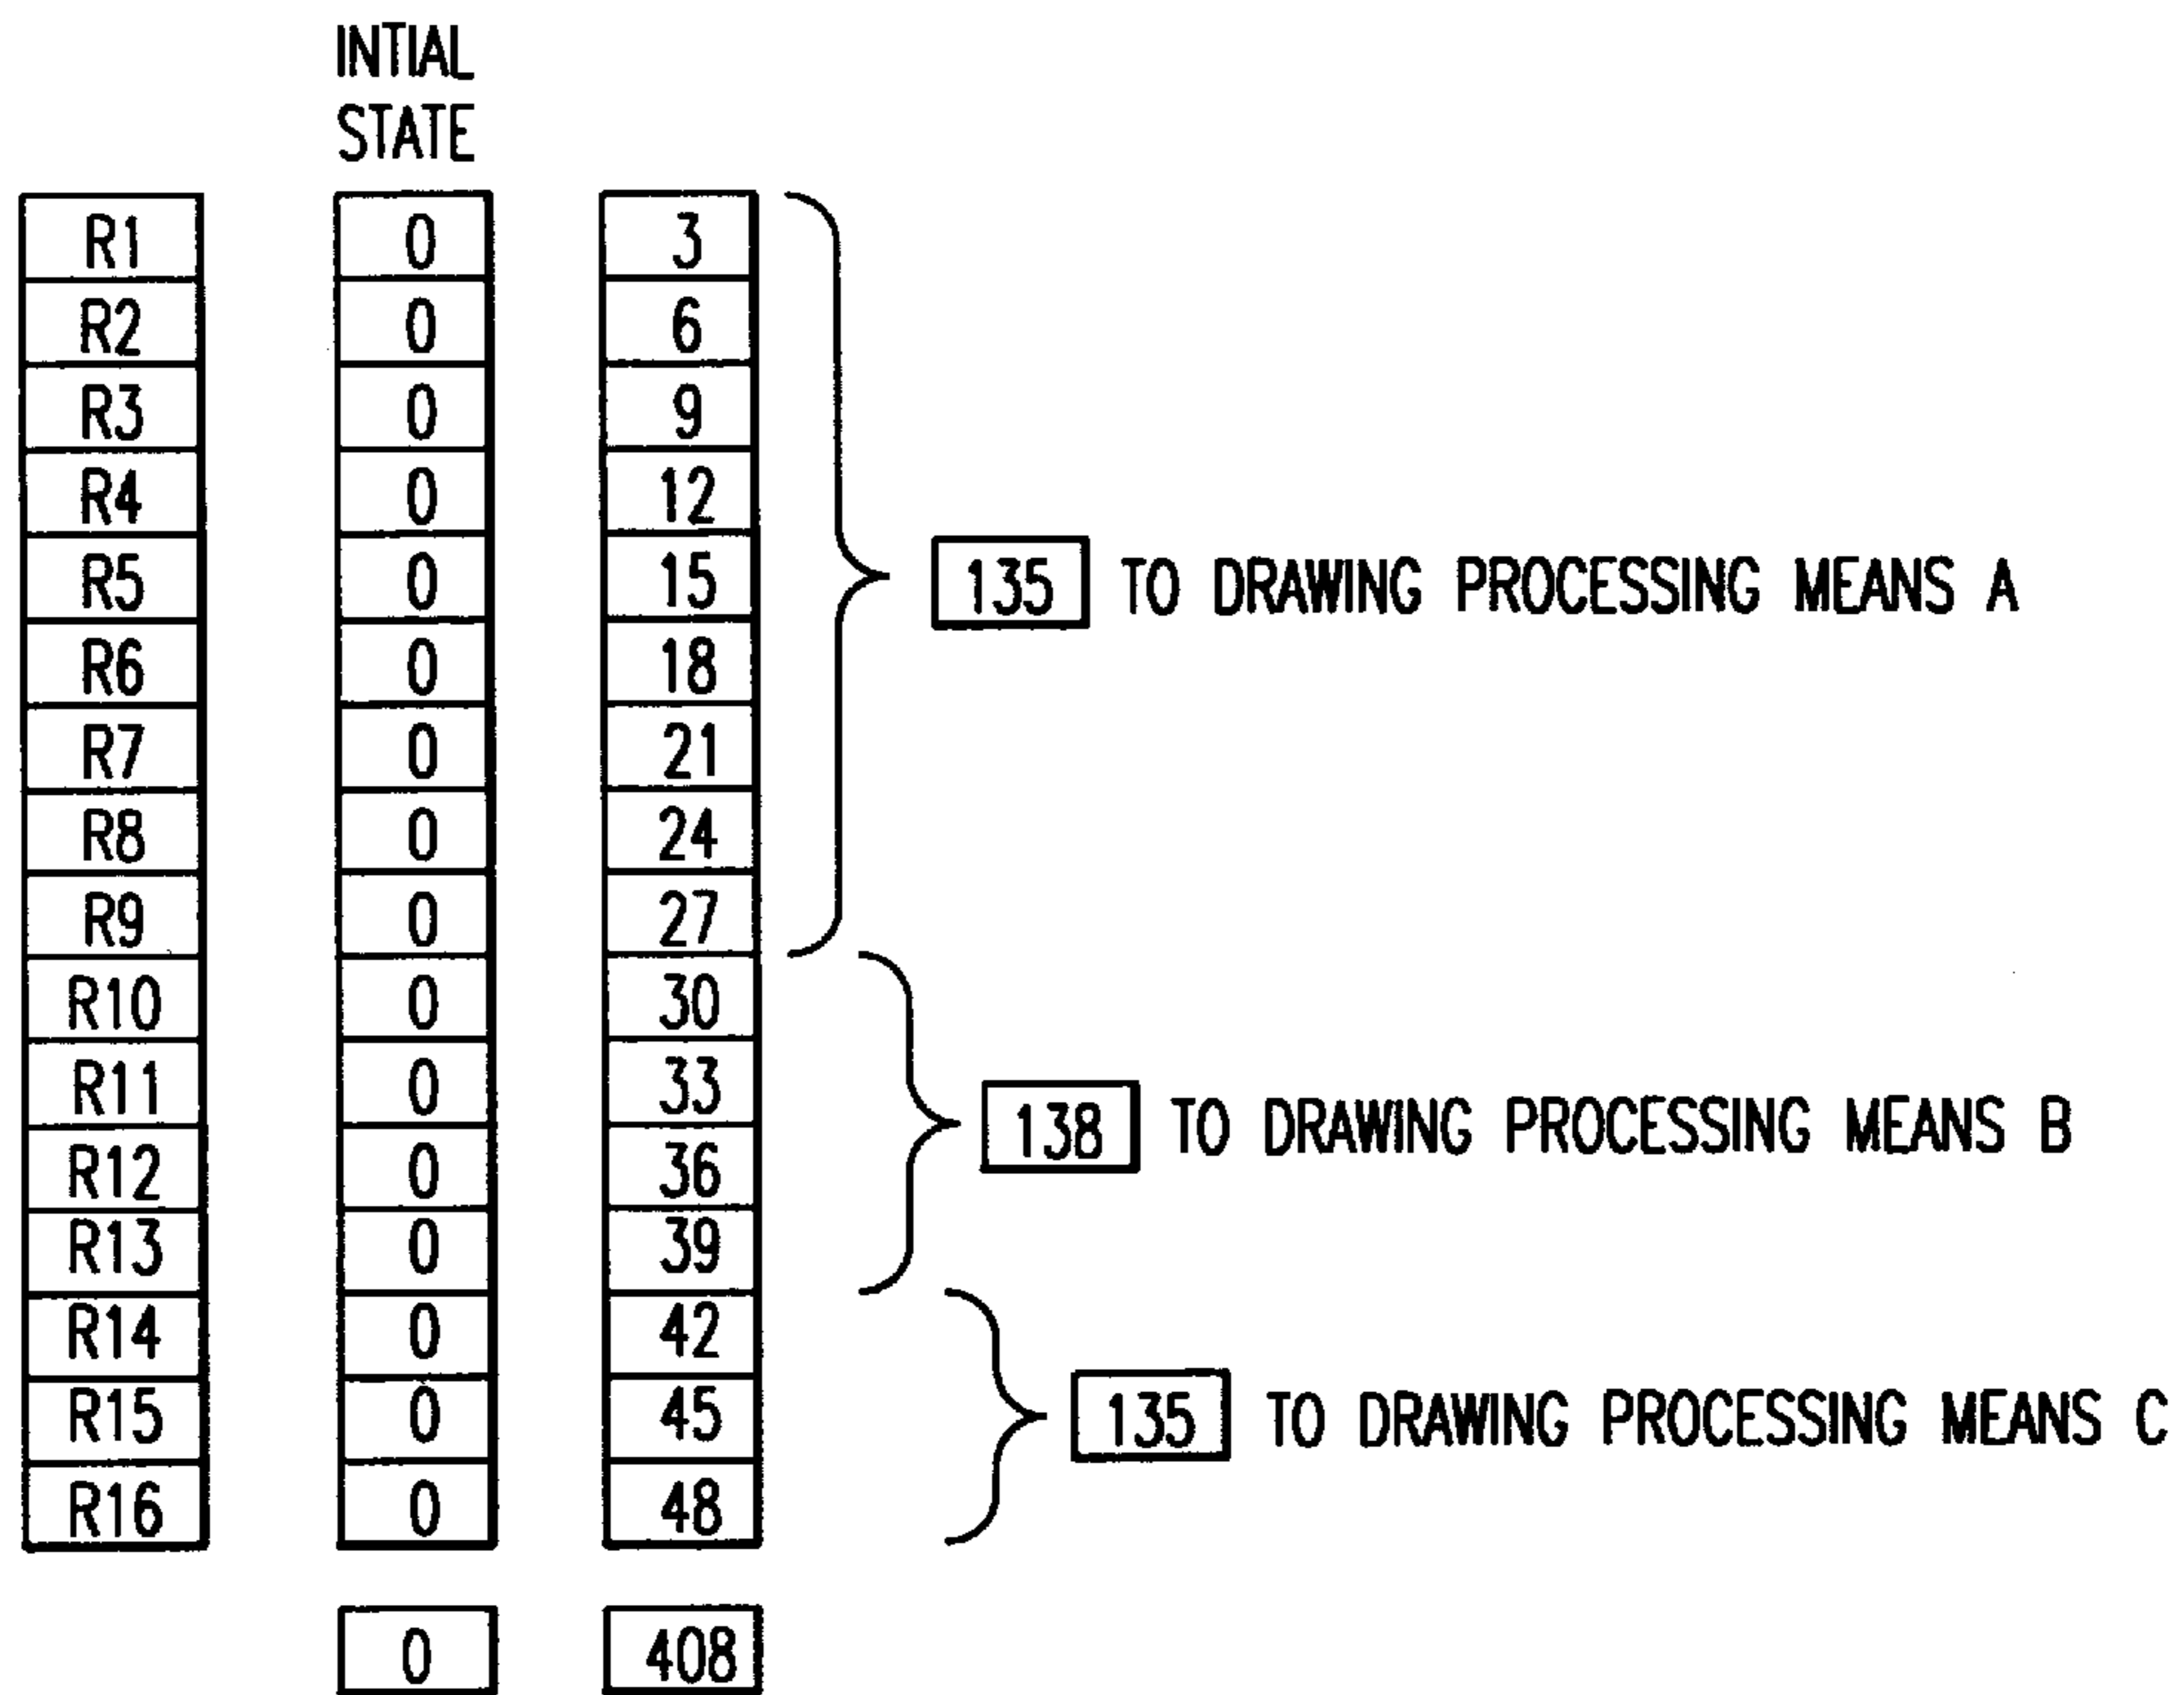 INTIAL
STATE
R1 0 3
R2 0 6
R3 0 9
R4 0 12
R5 0 15
135 TO DRAWING PROCESSING MEANS A
R6 0 18
R7 0 21
R8 0 24
R9 0 27
R10 0 30
R11 0 33
138 TO DRAWING PROCESSING MEANS B
R12 0 36
R13 0 39
R14 0 42
R15 0 45
135 TO DRAWING PROCESSING MEANS C
R16 0 48
0 408